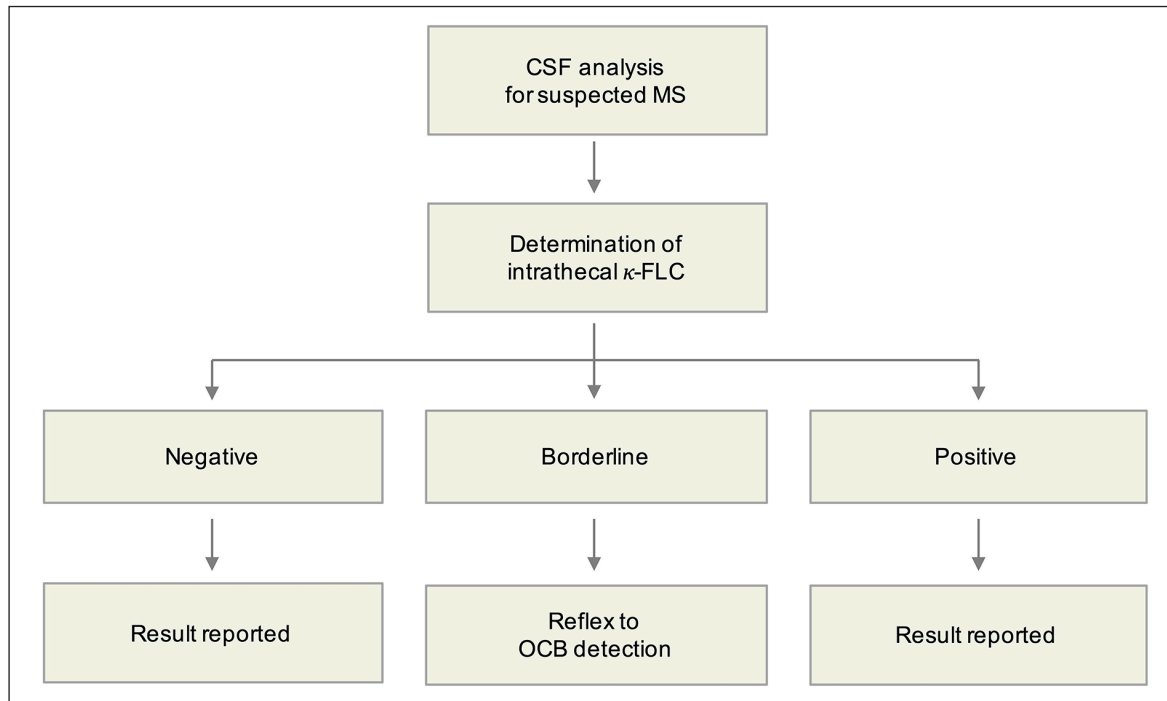 CSF analysis
for suspected MS
Determination of
intrathecal κ-FLC
Negative
Borderline
Positive
Result reported
Reflex to
OCB detection
Result reported